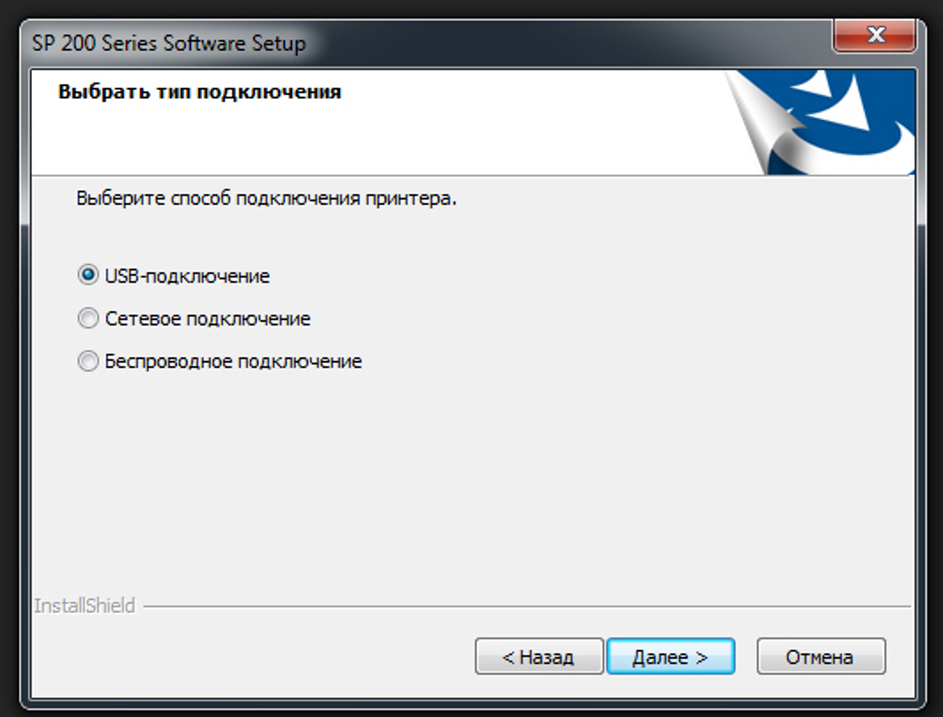 SP 200 Series Software Setup
Выбрать тип подключения
Выберите способ подключения принтера.
USB-подключение
Сетевое подключение
Беспроводное подключение
InstallShield
< Назад
Далее >
Отмена